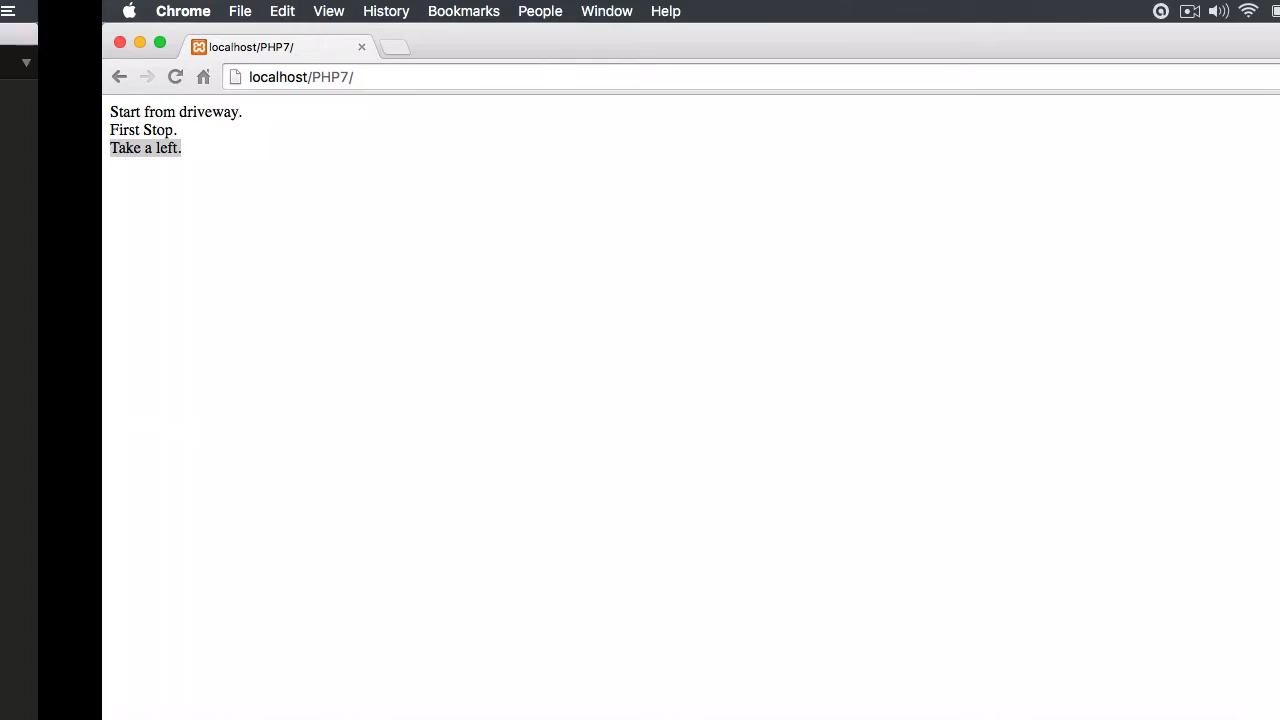 Chrome File Edit View History Bookmarks People Window Help
localhost/PHP7/
localhost/PHP7/
Start from driveway.
First Stop.
Take a left.